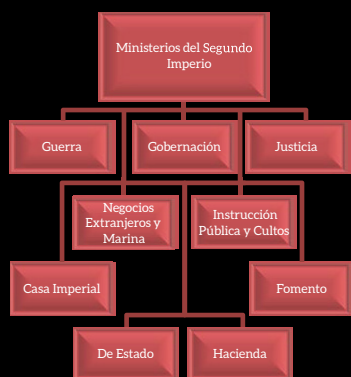 Ministerios del Segundo
Imperio
Guerra
Gobernación
Justicia
Negocios
Extranjeros y
Marina
Instrucción
Pública y Cultos
Casa Imperial
Fomento
De Estado
Hacienda